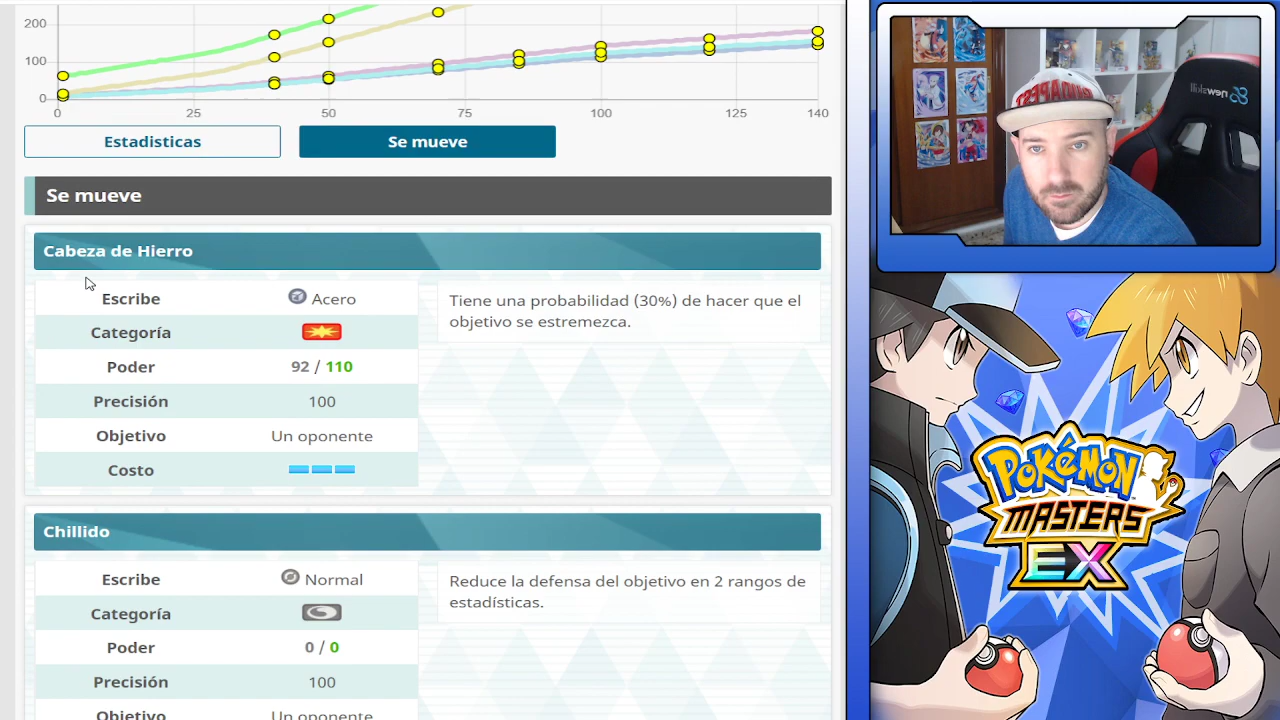 200
100
0
0 25 50 75 100 125 140
Estadisticas Se mueve
Se mueve
Cabeza de Hierro
Escribe Acero
Categoría
Poder 92 / 110
Precisión 100
Objetivo Un oponente
Costo
Tiene una probabilidad (30%) de hacer que el
objetivo se estremezca.
Chillido
Escribe Normal
Categoría
Poder 0 / 0
Precisión 100
Objetivo Un oponente
Reduce la defensa del objetivo en 2 rangos de
estadísticas.
newskill
POKéMON
MASTERS
EX